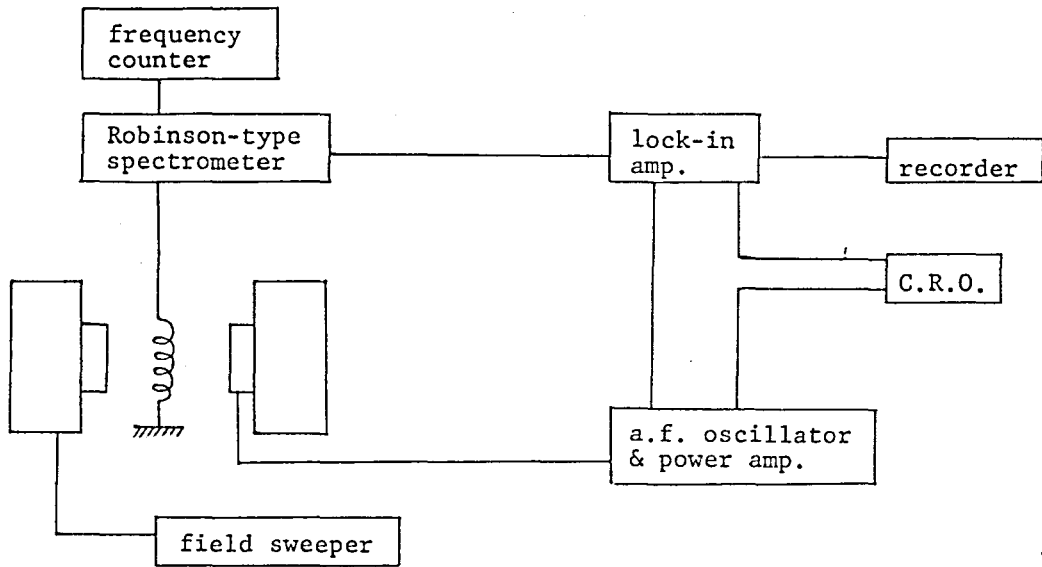 frequency
counter
Robinson-type
spectrometer
lock-in
amp.
recorder
C.R.O.
a.f. oscillator
& power amp.
field sweeper